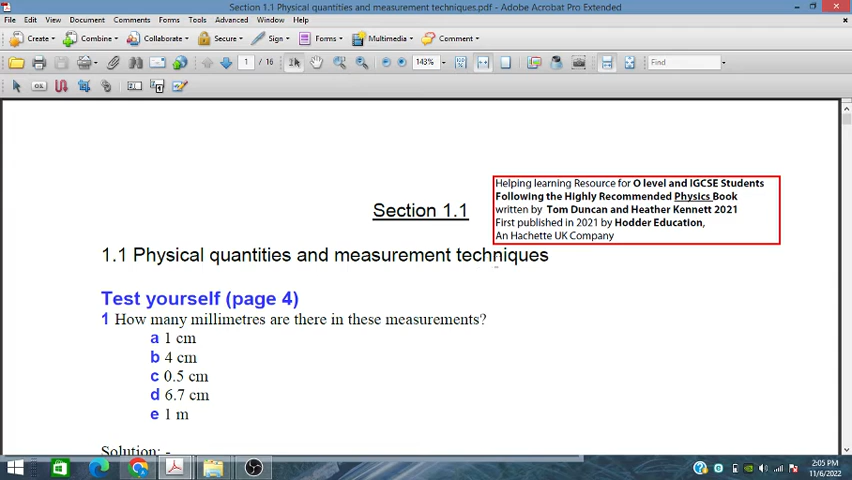 Section 1.1 Physical quantities and measurement techniques.pdf - Adobe Acrobat Pro Extended
File Edit View Document Comments Forms Tools Advanced Window Help
Create Combine Collaborate Secure Sign Forms Multimedia Comment
1 / 16 143% Find
Helping learning Resource for O level and IGCSE Students
Following the Highly Recommended Physics Book
written by Tom Duncan and Heather Kennett 2021
First published in 2021 by Hodder Education,
An Hachette UK Company
Section 1.1
1.1 Physical quantities and measurement techniques
Test yourself (page 4)
1 How many millimetres are there in these measurements?
a 1 cm
b 4 cm
c 0.5 cm
d 6.7 cm
e 1 m
Solution: -
2:05 PM
11/6/2022